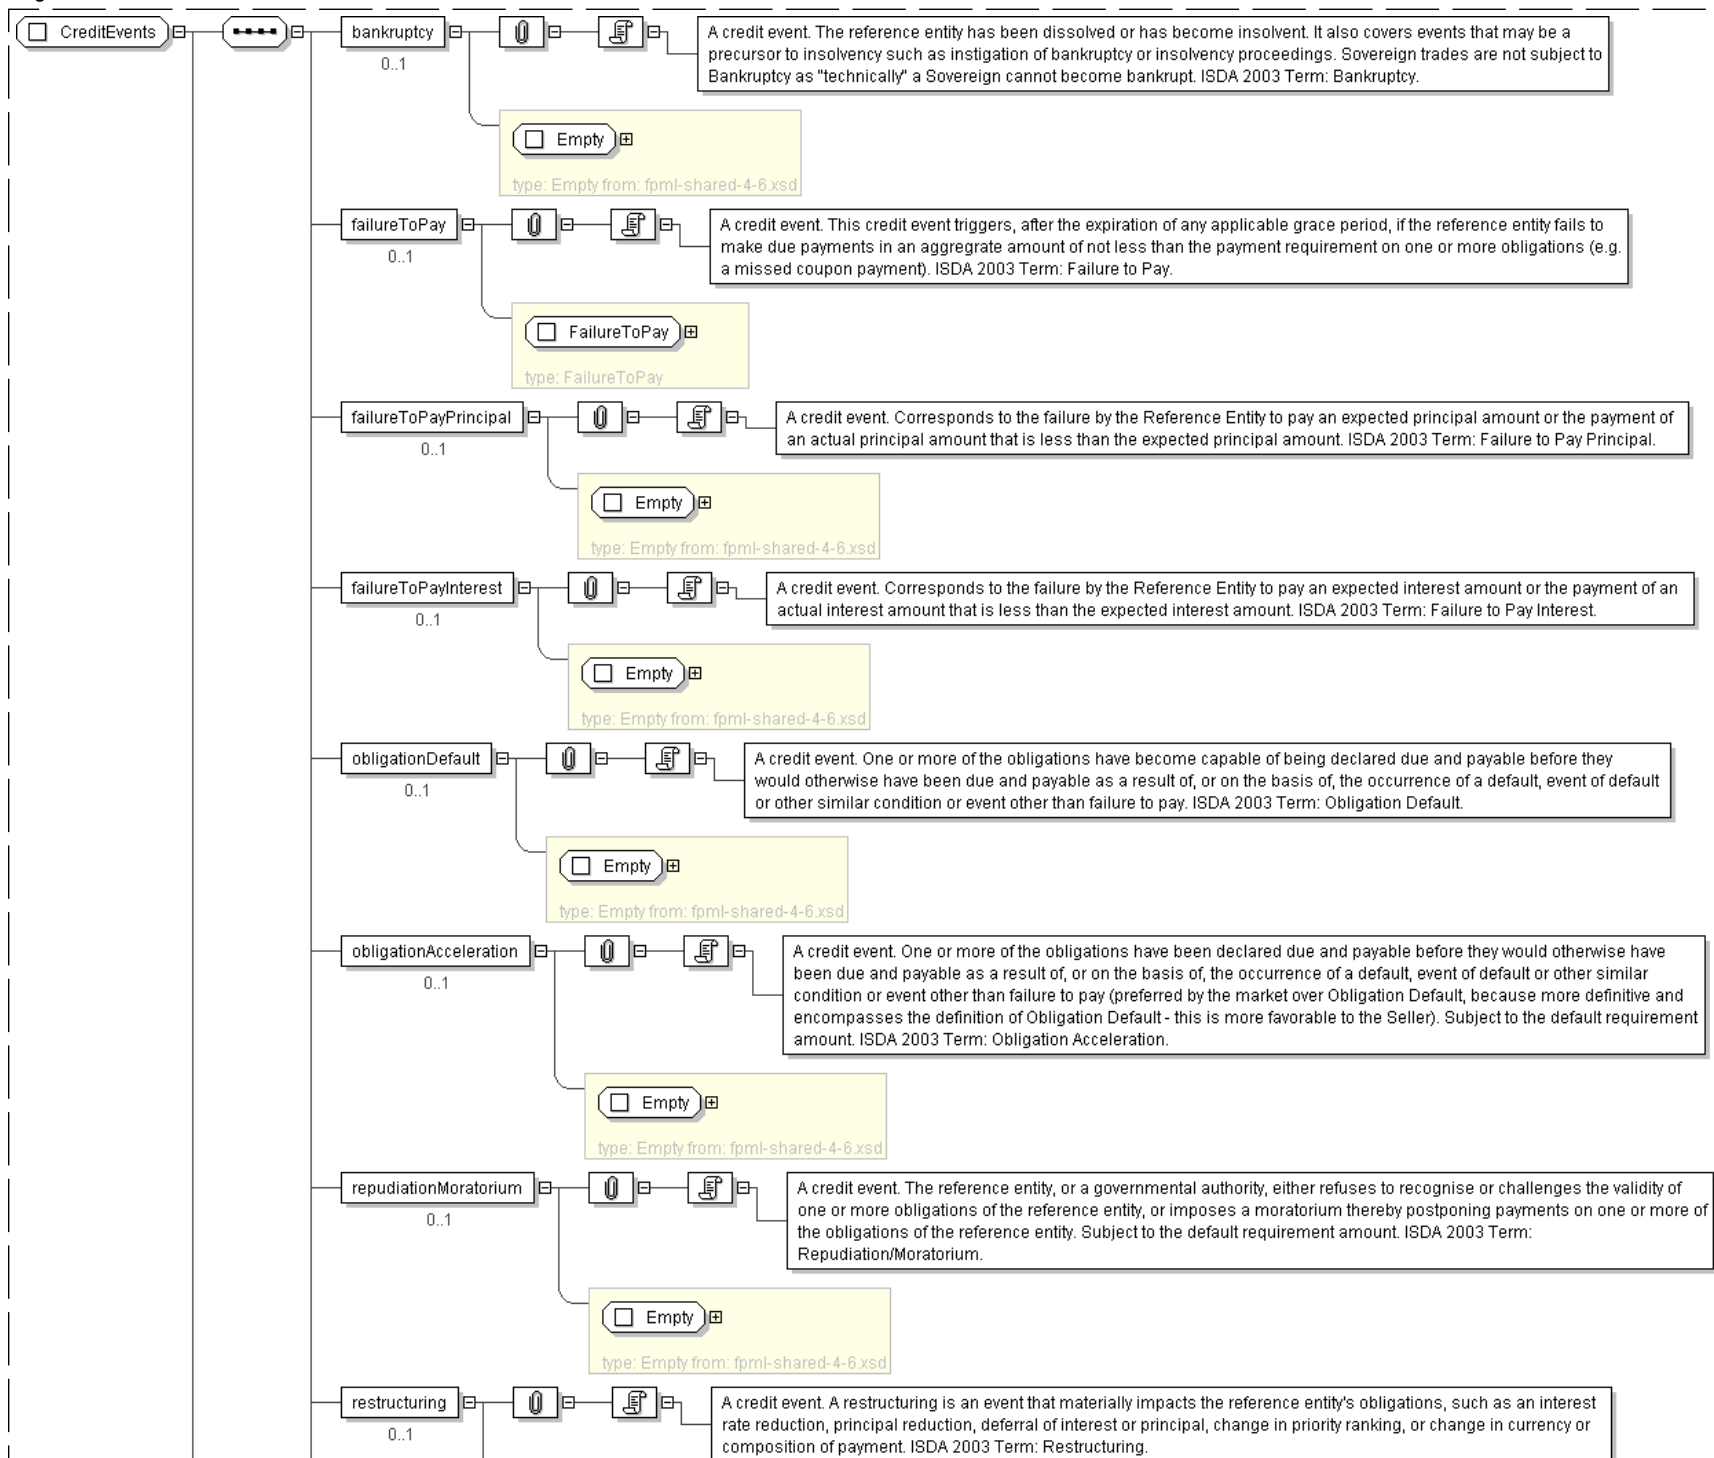 CreditEvents
bankruptcy
0..1
A credit event. The reference entity has been dissolved or has become insolvent. It also covers events that may be a
precursor to insolvency such as instigation of bankruptcy or insolvency proceedings. Sovereign trades are not subject to
Bankruptcy as "technically" a Sovereign cannot become bankrupt. ISDA 2003 Term: Bankruptcy.
Empty
type: Empty from: fpml-shared-4-6.xsd
failureToPay
0..1
A credit event. This credit event triggers, after the expiration of any applicable grace period, if the reference entity fails to
make due payments in an aggregrate amount of not less than the payment requirement on one or more obligations (e.g.
a missed coupon payment). ISDA 2003 Term: Failure to Pay.
FailureToPay
type: FailureToPay
failureToPayPrincipal
0..1
A credit event. Corresponds to the failure by the Reference Entity to pay an expected principal amount or the payment of
an actual principal amount that is less than the expected principal amount. ISDA 2003 Term: Failure to Pay Principal.
Empty
type: Empty from: fpml-shared-4-6.xsd
failureToPayInterest
0..1
A credit event. Corresponds to the failure by the Reference Entity to pay an expected interest amount or the payment of an
actual interest amount that is less than the expected interest amount. ISDA 2003 Term: Failure to Pay Interest.
Empty
type: Empty from: fpml-shared-4-6.xsd
obligationDefault
0..1
A credit event. One or more of the obligations have become capable of being declared due and payable before they
would otherwise have been due and payable as a result of, or on the basis of, the occurrence of a default, event of default
or other similar condition or event other than failure to pay. ISDA 2003 Term: Obligation Default.
Empty
type: Empty from: fpml-shared-4-6.xsd
obligationAcceleration
0..1
A credit event. One or more of the obligations have been declared due and payable before they would otherwise have
been due and payable as a result of, or on the basis of, the occurrence of a default, event of default or other similar
condition or event other than failure to pay (preferred by the market over Obligation Default, because more definitive and
encompasses the definition of Obligation Default - this is more favorable to the Seller). Subject to the default requirement
amount. ISDA 2003 Term: Obligation Acceleration.
Empty
type: Empty from: fpml-shared-4-6.xsd
repudiationMoratorium
0..1
A credit event. The reference entity, or a governmental authority, either refuses to recognise or challenges the validity of
one or more obligations of the reference entity, or imposes a moratorium thereby postponing payments on one or more of
the obligations of the reference entity. Subject to the default requirement amount. ISDA 2003 Term:
Repudiation/Moratorium.
Empty
type: Empty from: fpml-shared-4-6.xsd
restructuring
0..1
A credit event. A restructuring is an event that materially impacts the reference entity's obligations, such as an interest
rate reduction, principal reduction, deferral of interest or principal, change in priority ranking, or change in currency or
composition of payment. ISDA 2003 Term: Restructuring.